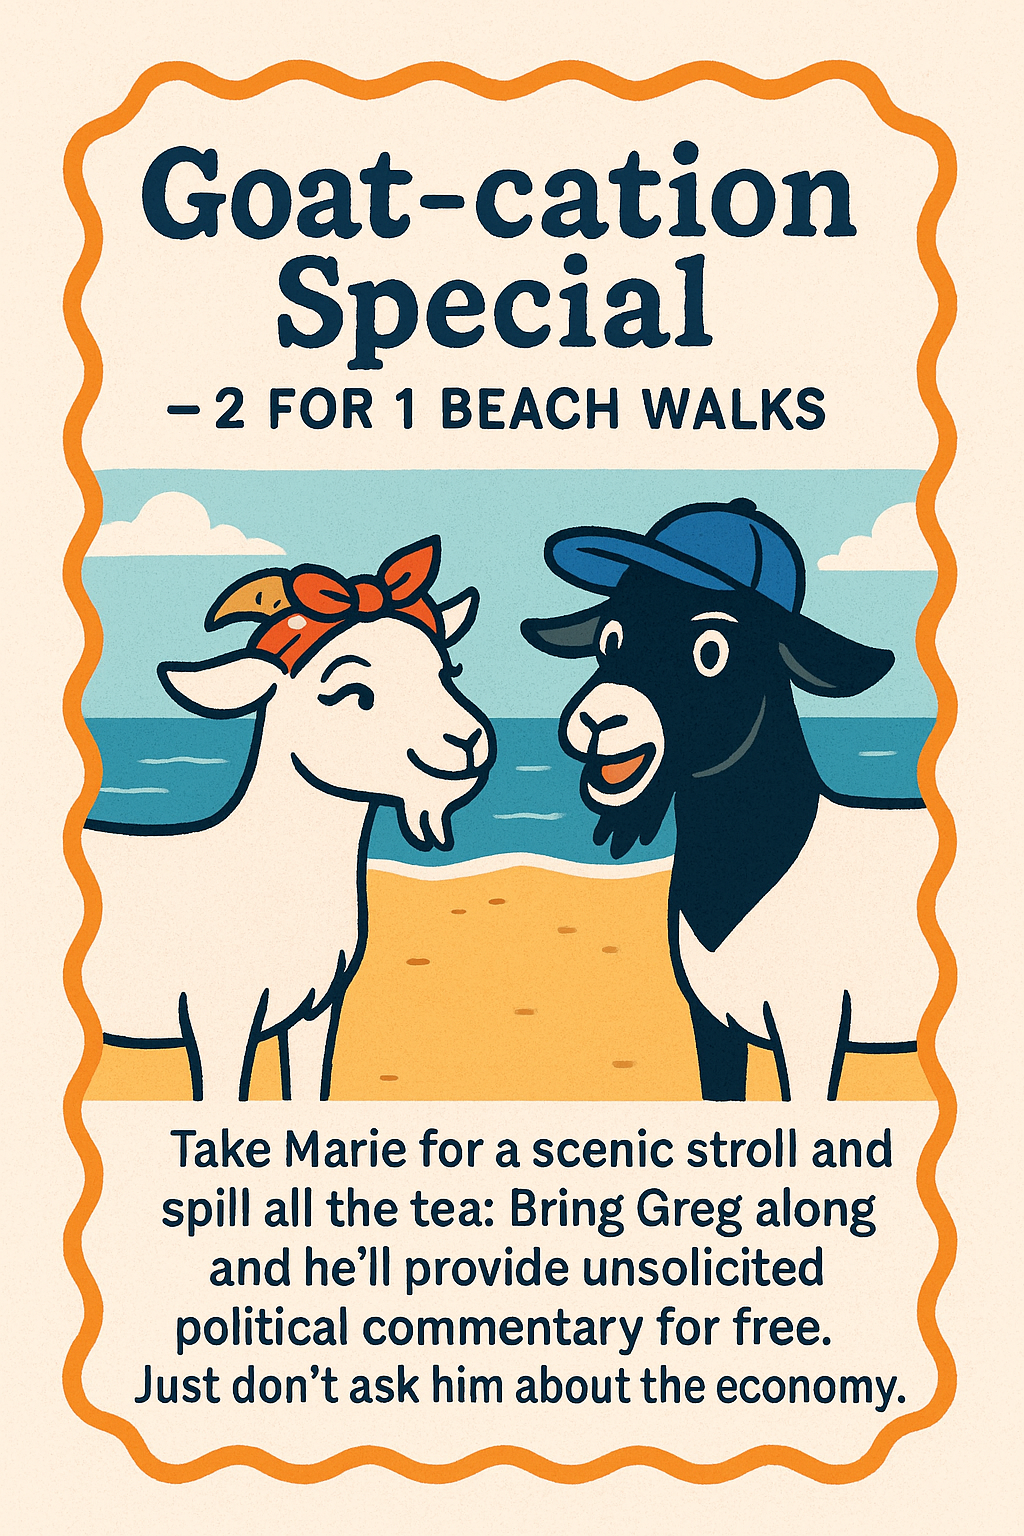 Goat-cation
Special
– 2 FOR 1 BEACH WALKS
Take Marie for a scenic stroll and
spill all the tea: Bring Greg along
and he’ll provide unsolicited
political commentary for free.
Just don’t ask him about the economy.